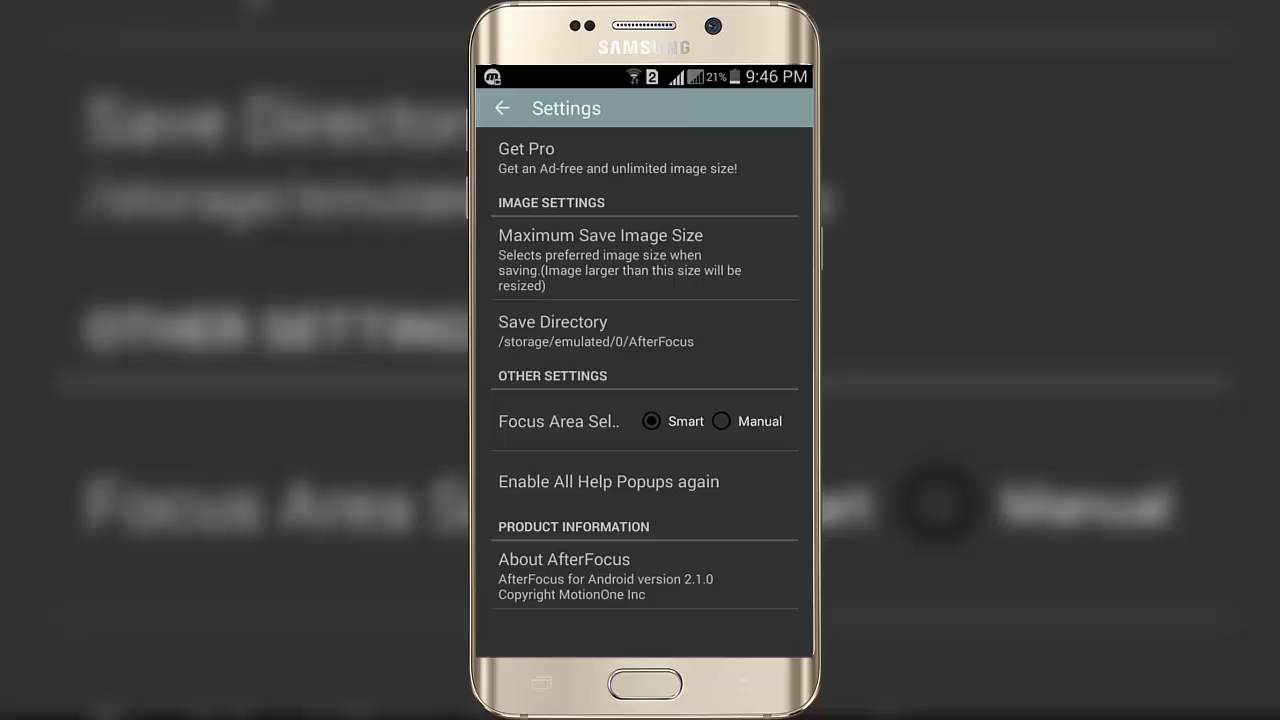 SAMSUNG
2 21% 9:46 PM
Settings
Get Pro
Get an Ad-free and unlimited image size!
IMAGE SETTINGS
Maximum Save Image Size
Selects preferred image size when
saving.(Image larger than this size will be
resized)
Save Directory
/storage/emulated/0/AfterFocus
OTHER SETTINGS
Focus Area Sel.. Smart Manual
Enable All Help Popups again
PRODUCT INFORMATION
About AfterFocus
AfterFocus for Android version 2.1.0
Copyright MotionOne Inc